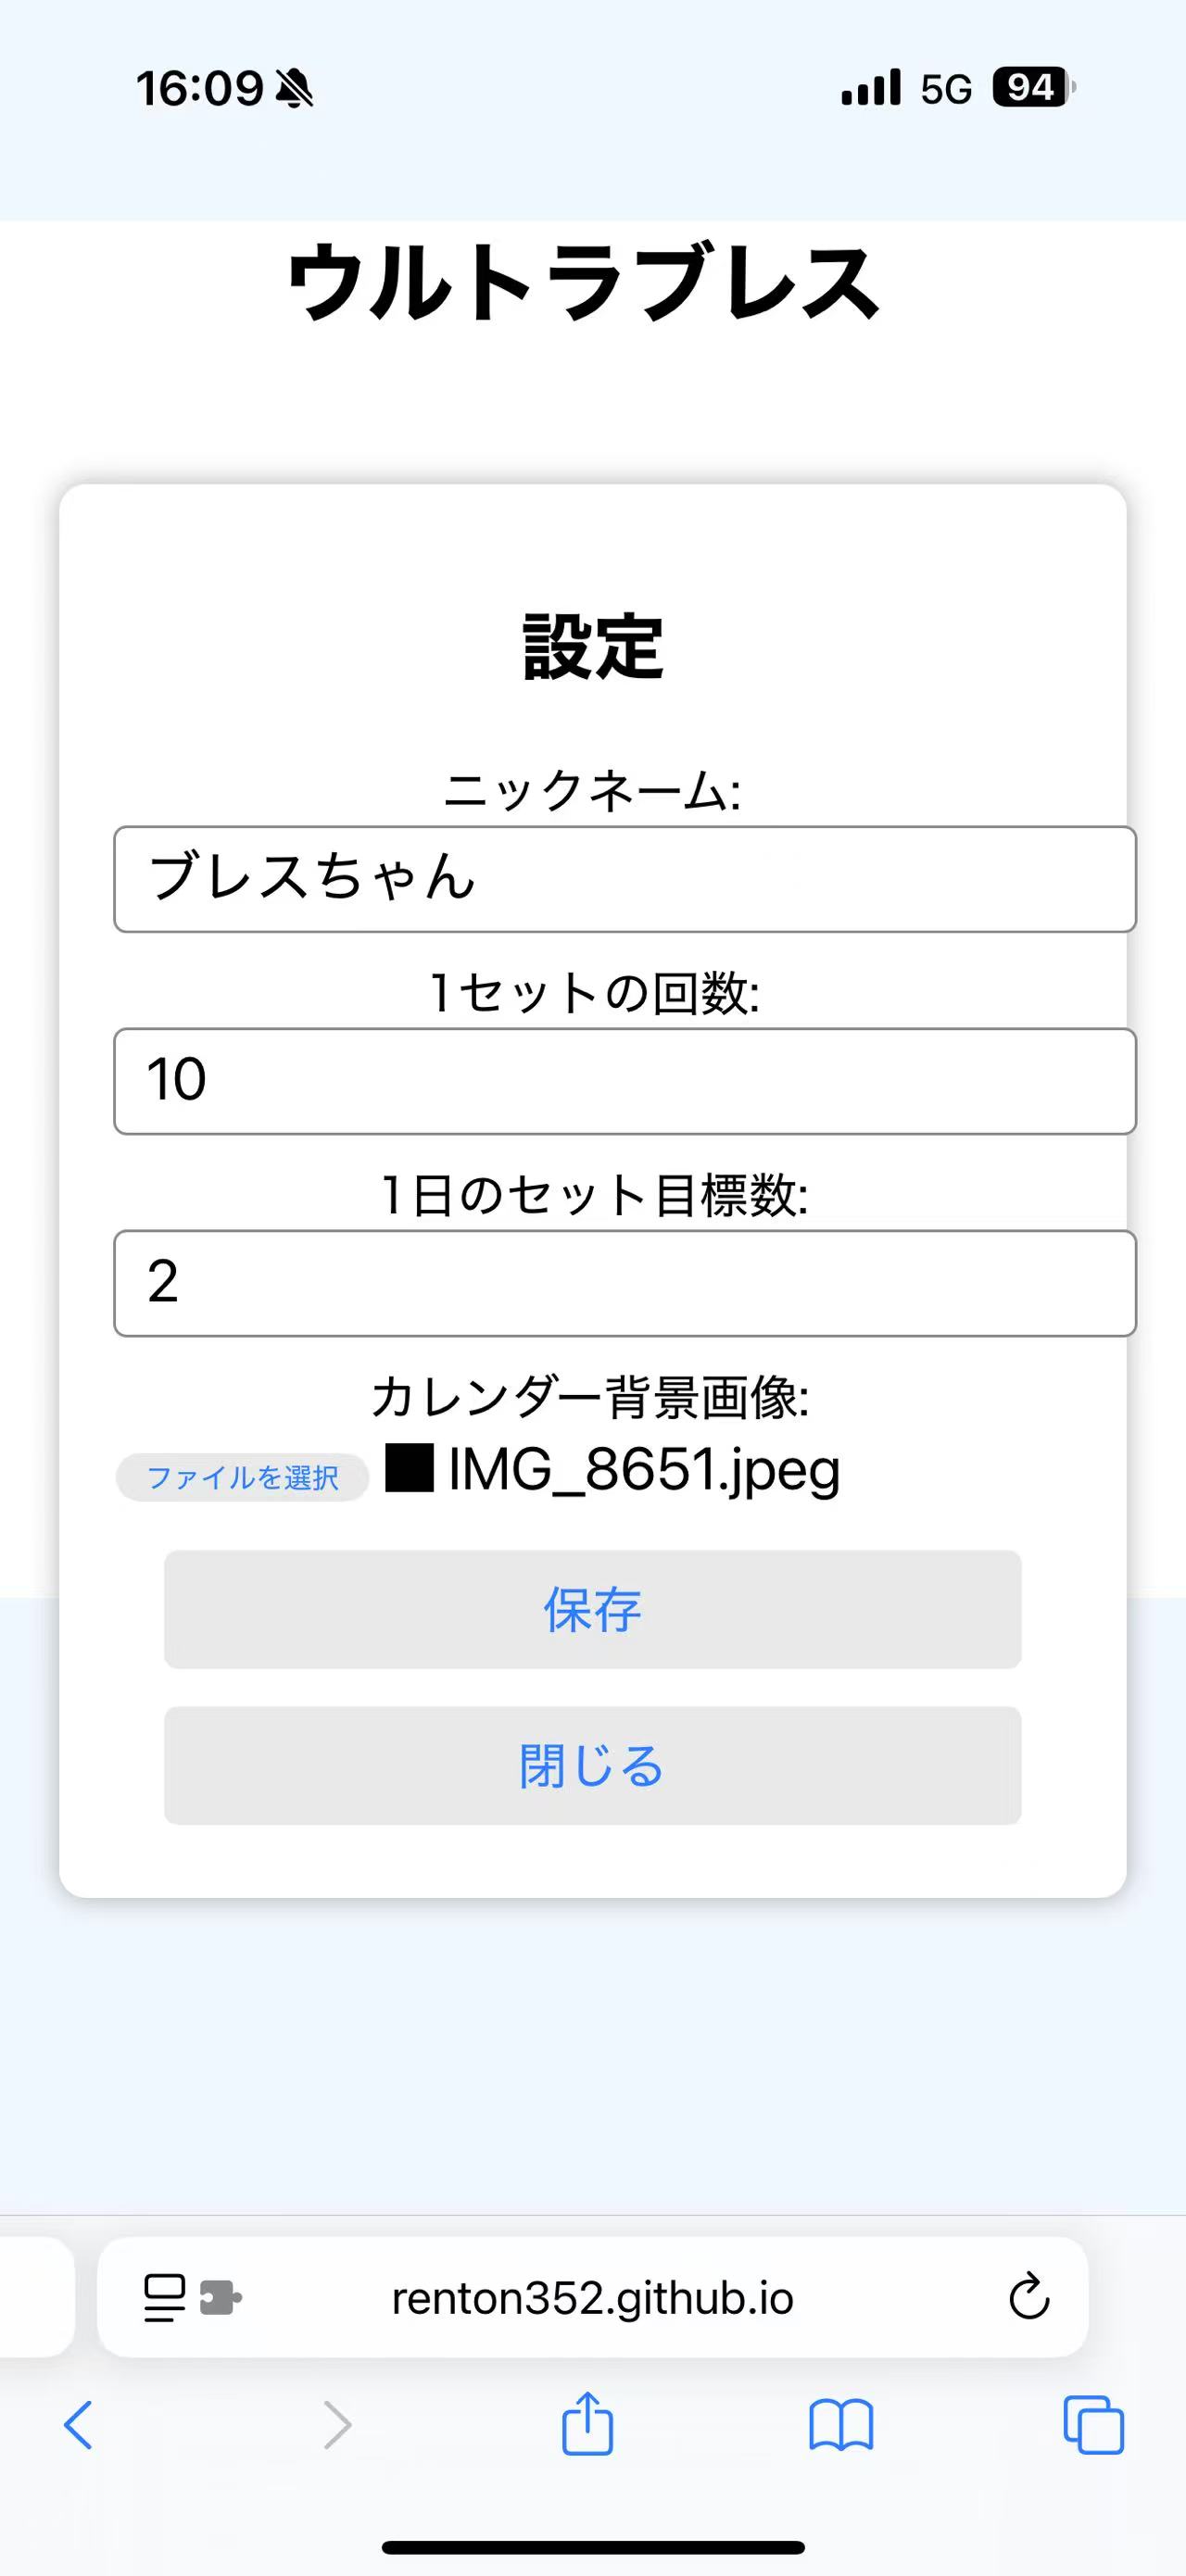 16:09
5G
94
ウルトラブレス
設定
ニックネーム:
ブレスちゃん
1セットの回数:
10
1日のセット目標数:
2
カレンダー背景画像:
ファイルを選択 IMG_8651.jpeg
保存
閉じる
renton352.github.io